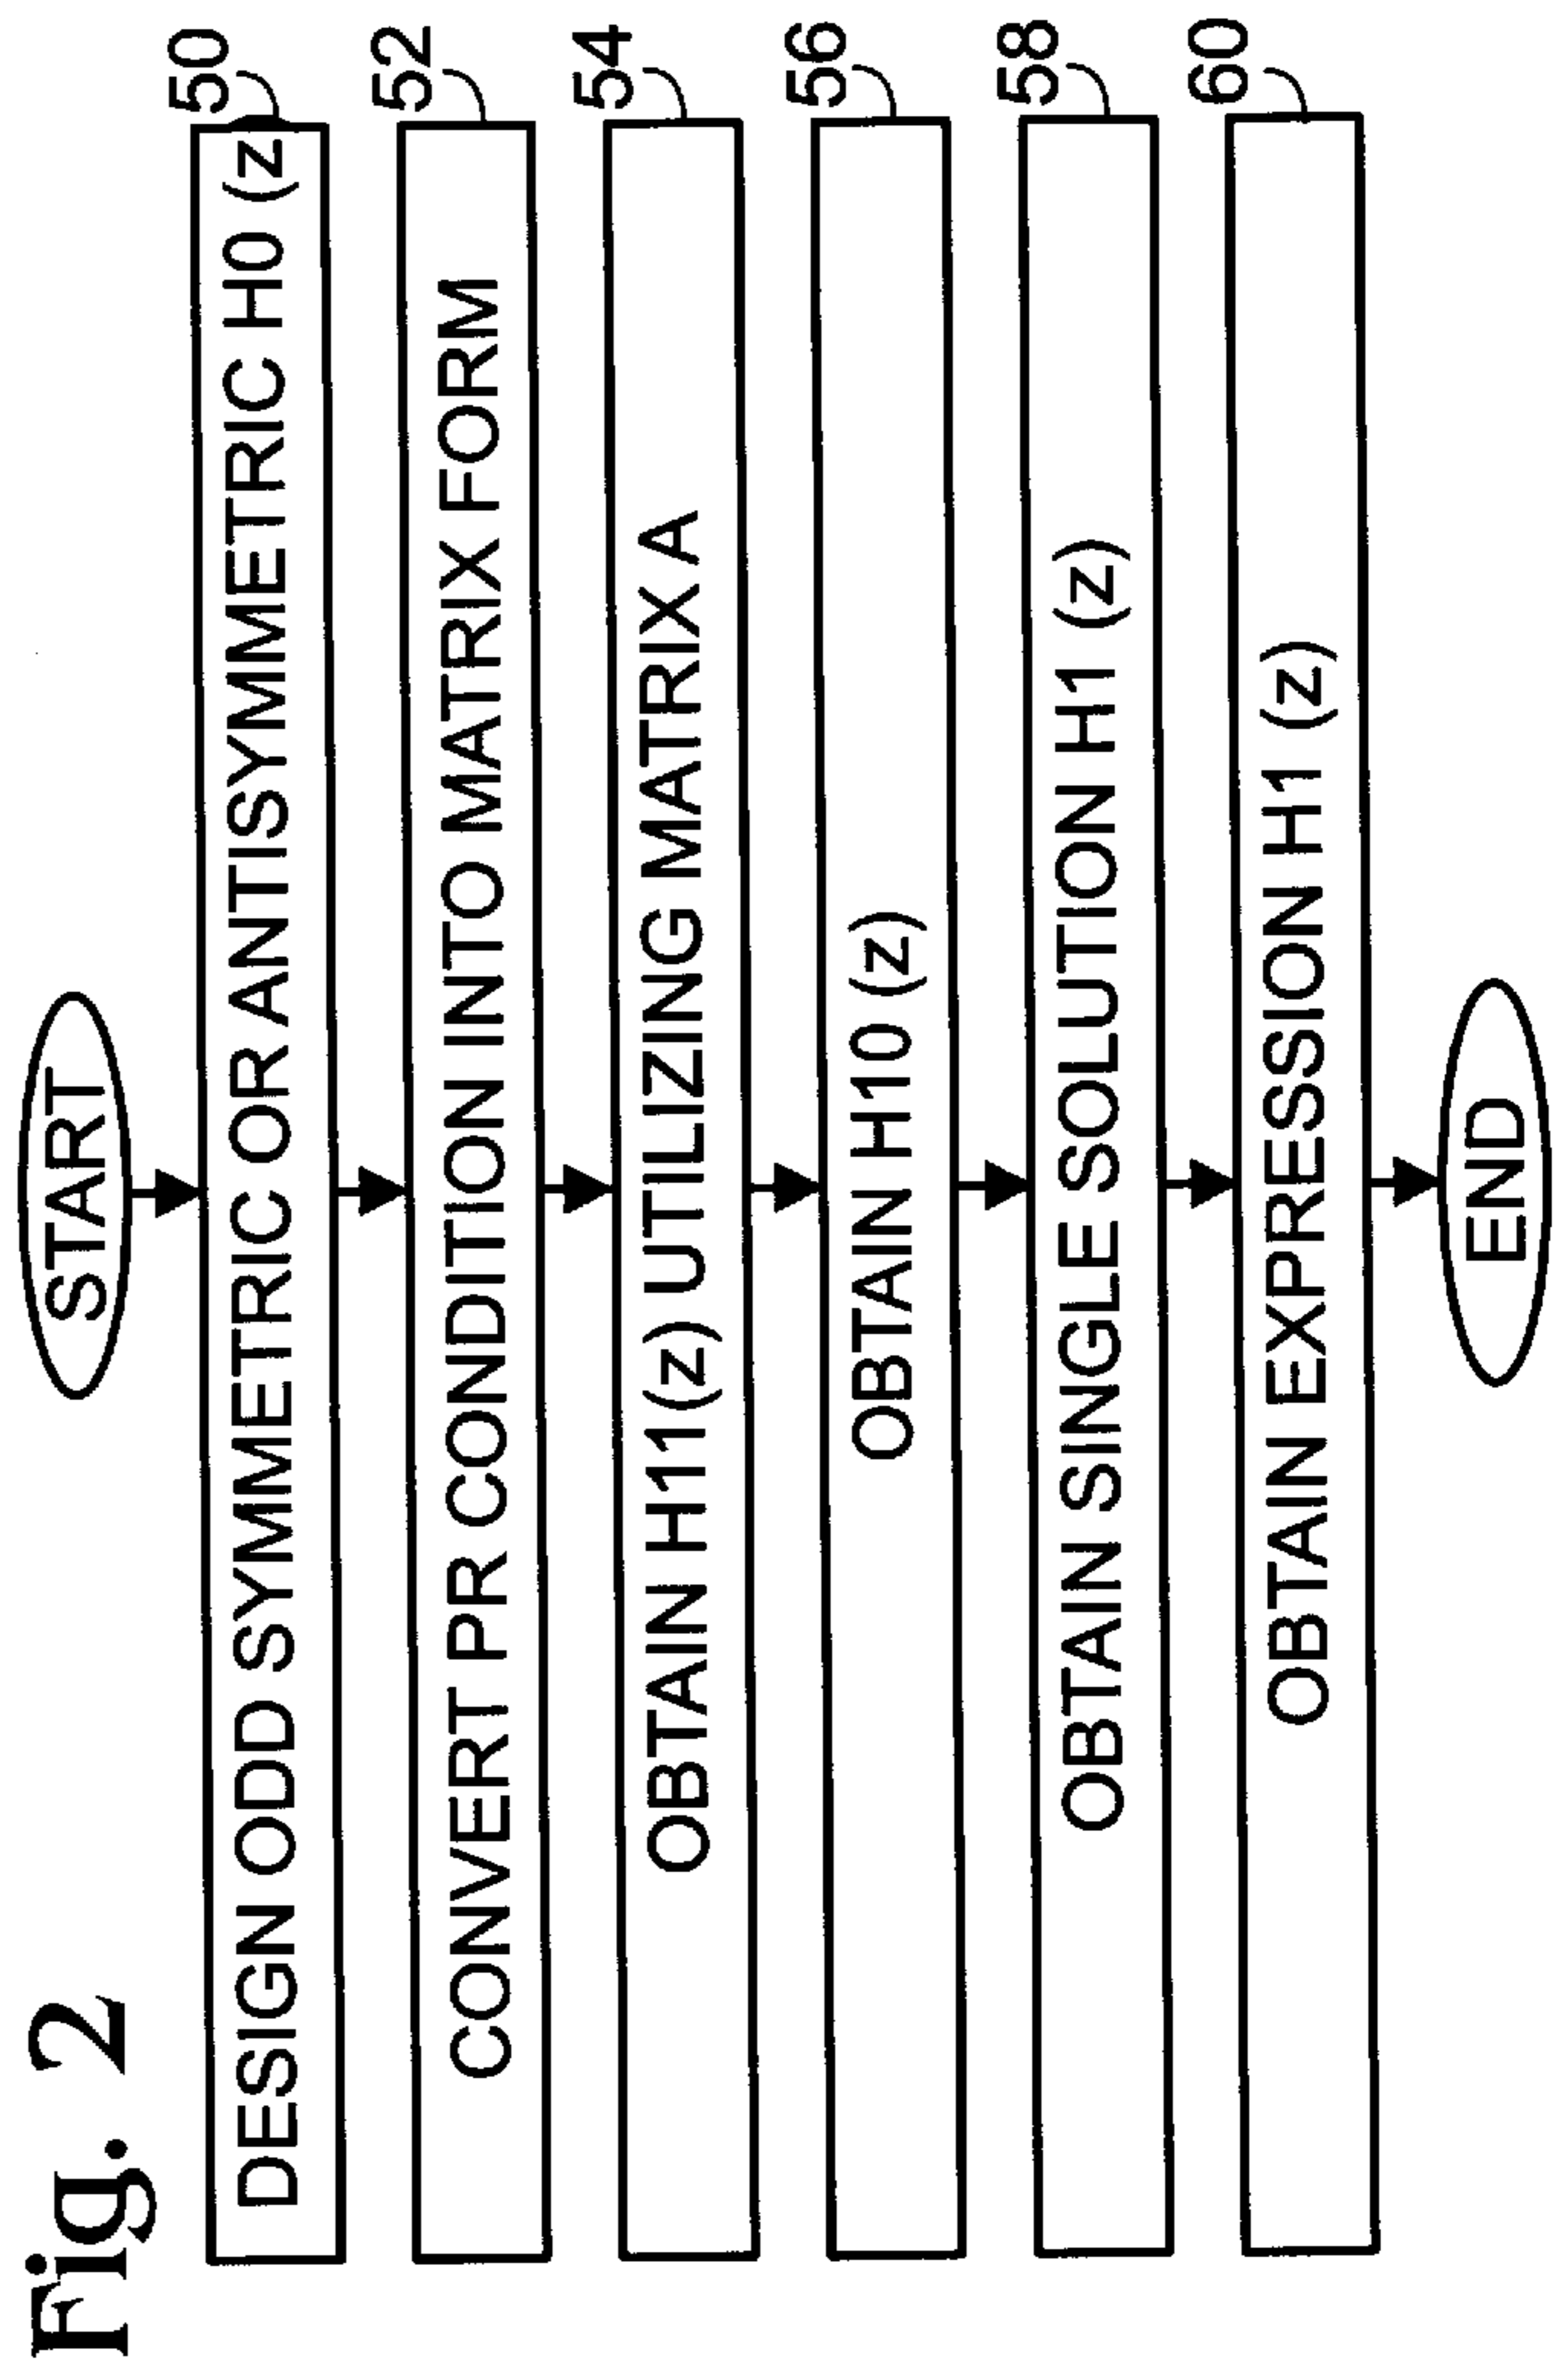 Fig. 2
START
DESIGN ODD SYMMETRIC OR ANTISYMMETRIC H0 (z
50
CONVERT PR CONDITION INTO MATRIX FORM
52
OBTAIN H11(z) UTILIZING MATRIX A
54
OBTAIN H10 (z)
56
OBTAIN SINGLE SOLUTION H1 (z)
58
OBTAIN EXPRESSION H1 (z)
60
END